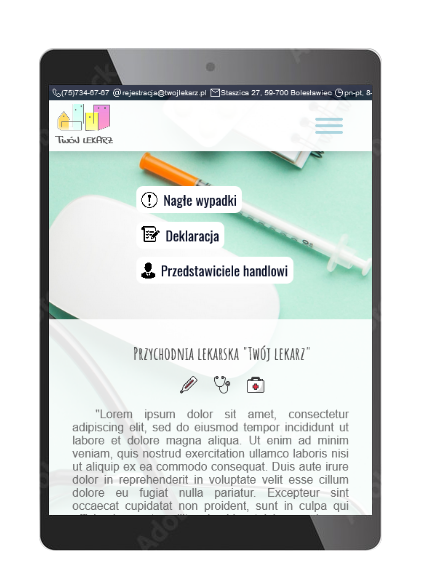 (75)734-67-67 rejestracja@twojlekarz.pl Staszica 27, 59-700 Bolesławiec pn-pt, 8-
TWÓJ LEKARZ
Nagłe wypadki
Deklaracja
Przedstawiciele handlowi
Przychodnia lekarska "Twój lekarz"
"Lorem ipsum dolor sit amet, consectetur
adipiscing elit, sed do eiusmod tempor incididunt ut
labore et dolore magna aliqua. Ut enim ad minim
veniam, quis nostrud exercitation ullamco laboris nisi
ut aliquip ex ea commodo consequat. Duis aute irure
dolor in reprehenderit in voluptate velit esse cillum
dolore eu fugiat nulla pariatur. Excepteur sint
occaecat cupidatat non proident, sunt in culpa qui